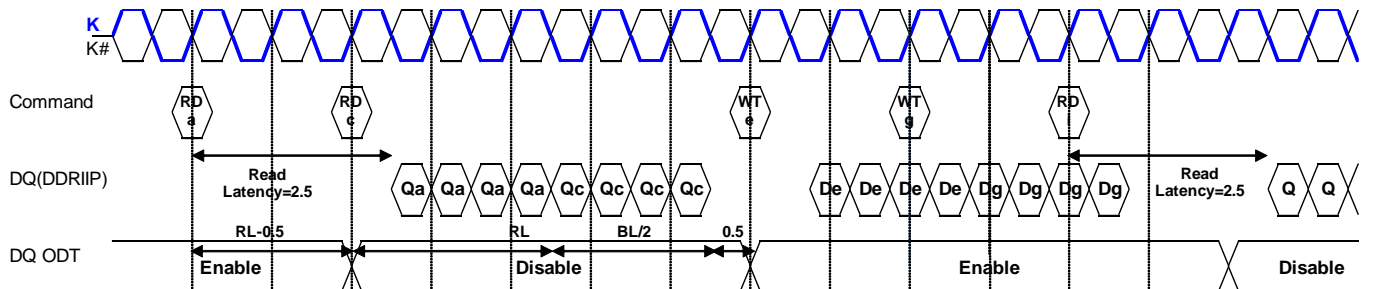 K
K#
Command
RD
a
RD
c
WT
e
WT
g
RD
DQ(DDRIIP)
Read
Latency=2.5
Qa Qa Qa Qa Qc Qc Qc Qc
De De De De Dg Dg Dg Dg
Read
Latency=2.5
Q Q
DQ ODT
RL-0.5
RL
BL/2
0.5
Enable
Disable
Enable
Disable